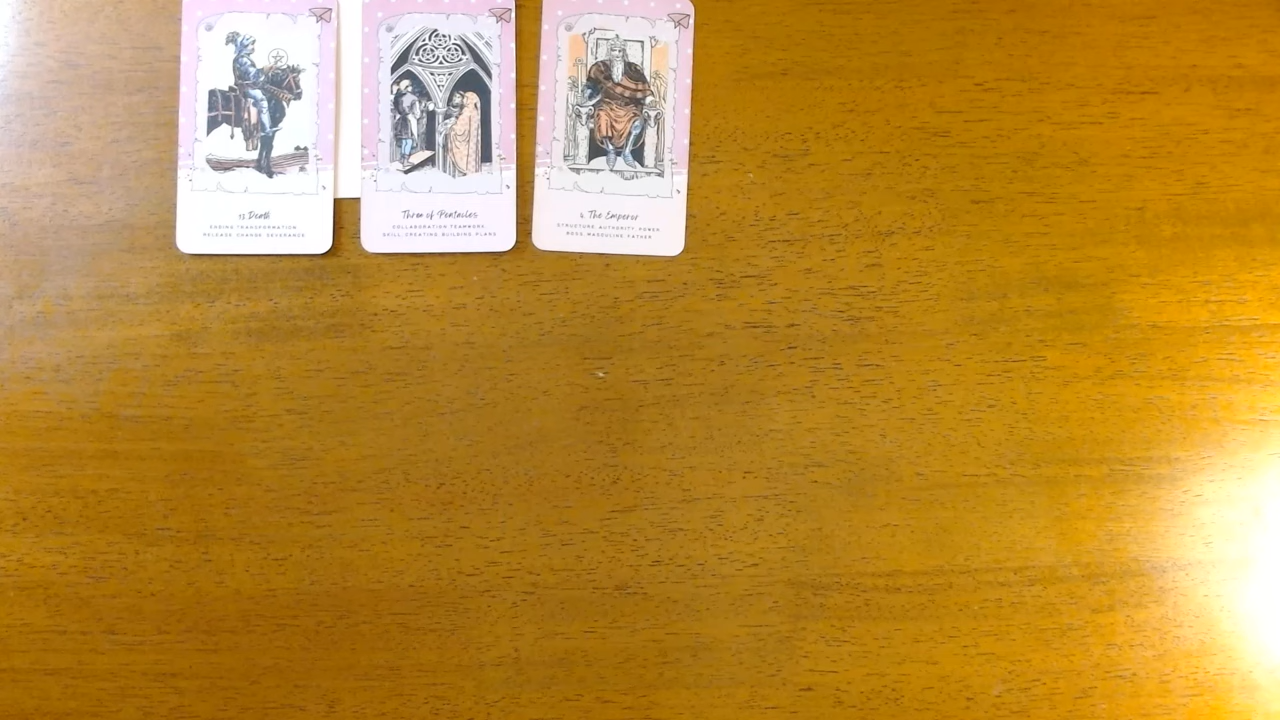 13. Death
ENDING TRANSFORMATION
RELEASE CHANGE SEVERANCE
Three of Pentacles
COLLABORATION TEAMWORK
SKILL, CREATING, BUILDING, PLANS
4. The Emperor
STRUCTURE, AUTHORITY, POWER
BOSS, MASCULINE, FATHER